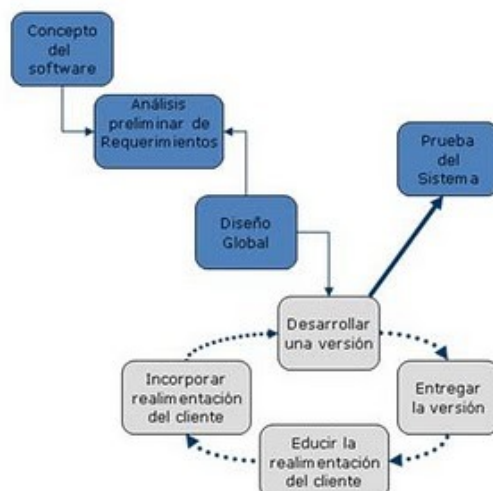 Concepto
del
software
Análisis
preliminar de
Requerimientos
Prueba
del
Sistema
Diseño
Global
Desarrollar
una versión
Incorporar
realimentación
del cliente
Entregar
la versión
Educir la
realimentación
del cliente